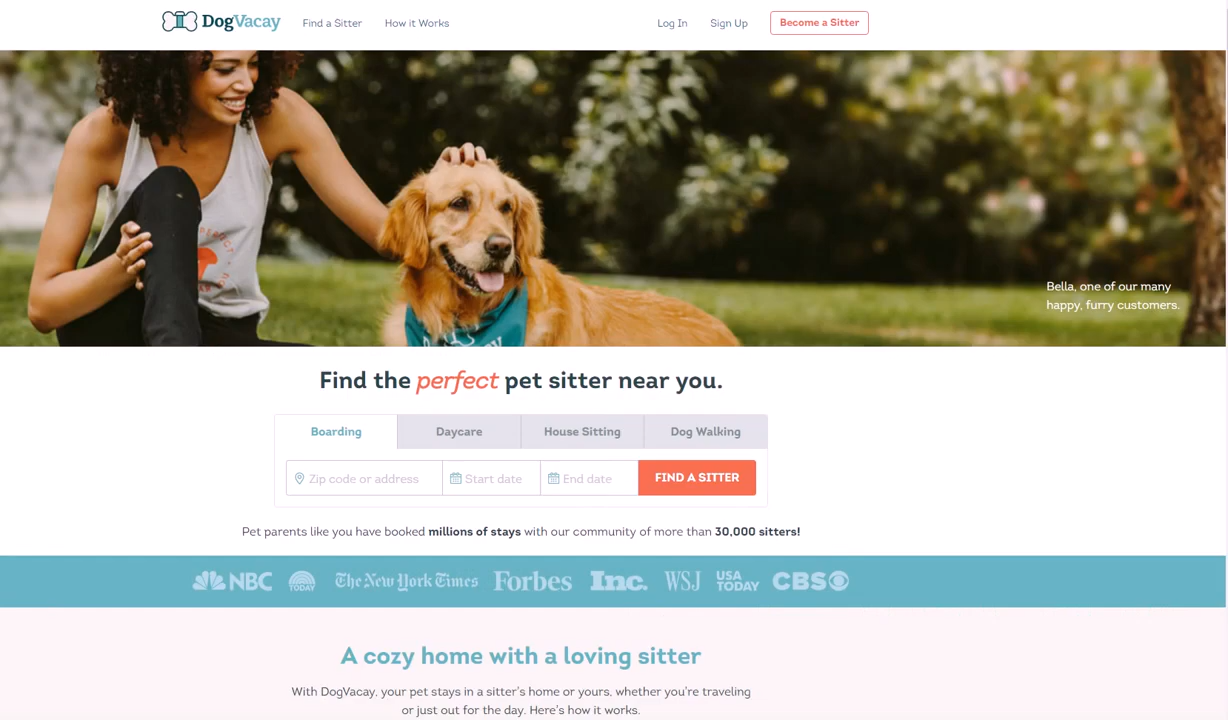 DogVacay Find a Sitter How it Works Log In Sign Up Become a Sitter
Bella, one of our many
happy, furry customers.
Find the perfect pet sitter near you.
Boarding Daycare House Sitting Dog Walking
Zip code or address Start date End date FIND A SITTER
Pet parents like you have booked millions of stays with our community of more than 30,000 sitters!
NBC TODAY The New York Times Forbes Inc. WSJ USA TODAY CBS
A cozy home with a loving sitter
With DogVacay, your pet stays in a sitter's home or yours, whether you're traveling
or just out for the day. Here's how it works.